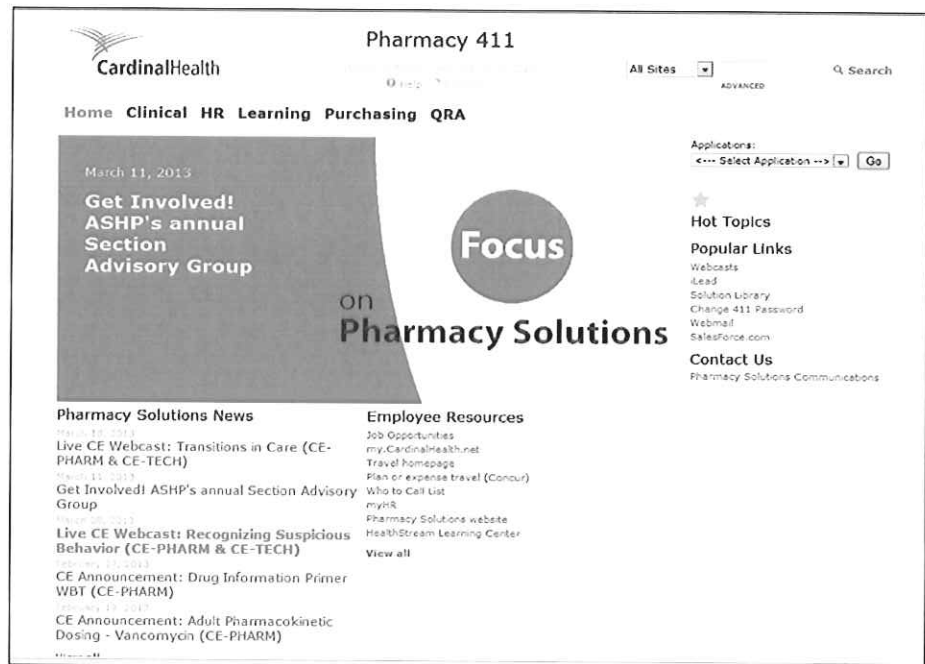 CardinalHealth
Pharmacy 411
Help
All Sites
ADVANCED
Search
Home Clinical HR Learning Purchasing QRA
March 11, 2013
Get Involved!
ASHP's annual
Section
Advisory Group
Focus
on
Pharmacy Solutions
Applications:
<--- Select Application --> Go
Hot Topics
Popular Links
Webcasts
iLead
Solution Library
Change 411 Password
Webmail
SalesForce.com
Contact Us
Pharmacy Solutions Communications
Pharmacy Solutions News
Live CE Webcast: Transitions in Care (CE-
PHARM & CE-TECH)
March 11, 2013
Get Involved! ASHP's annual Section Advisory
Group
Live CE Webcast: Recognizing Suspicious
Behavior (CE-PHARM & CE-TECH)
CE Announcement: Drug Information Primer
WBT (CE-PHARM)
CE Announcement: Adult Pharmacokinetic
Dosing - Vancomycin (CE-PHARM)
View all
Employee Resources
Job Opportunities
my.CardinalHealth.net
Travel homepage
Plan or expense travel (Concur)
Who to Call List
myHR
Pharmacy Solutions website
HealthStream Learning Center
View all